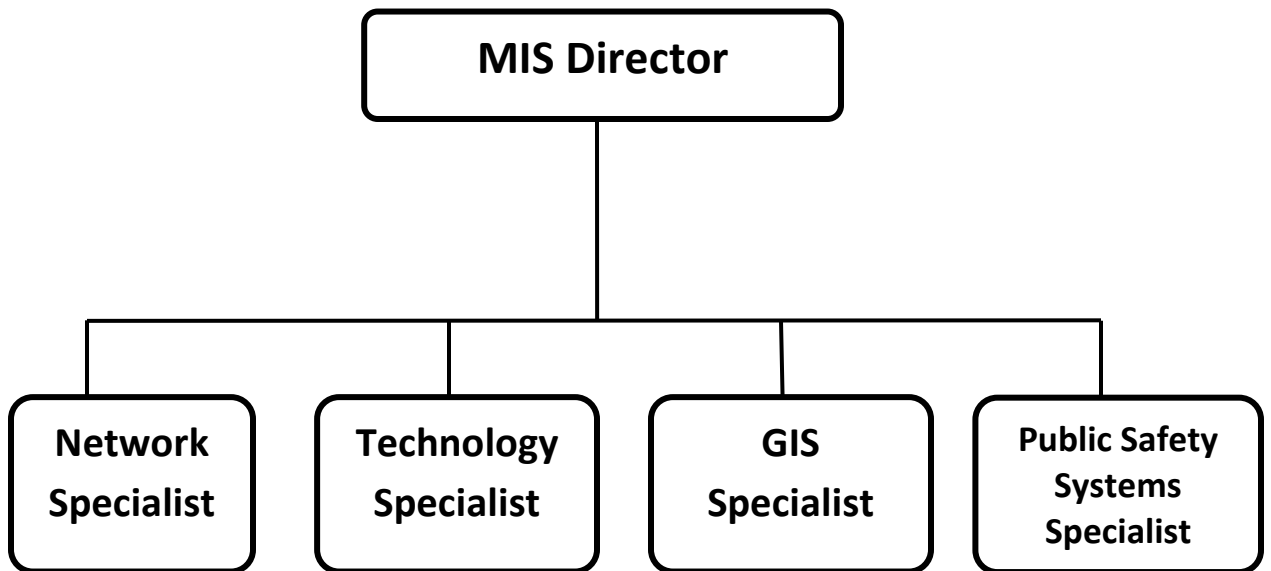 MIS Director
Network
Specialist
Technology
Specialist
GIS
Specialist
Public Safety
Systems
Specialist